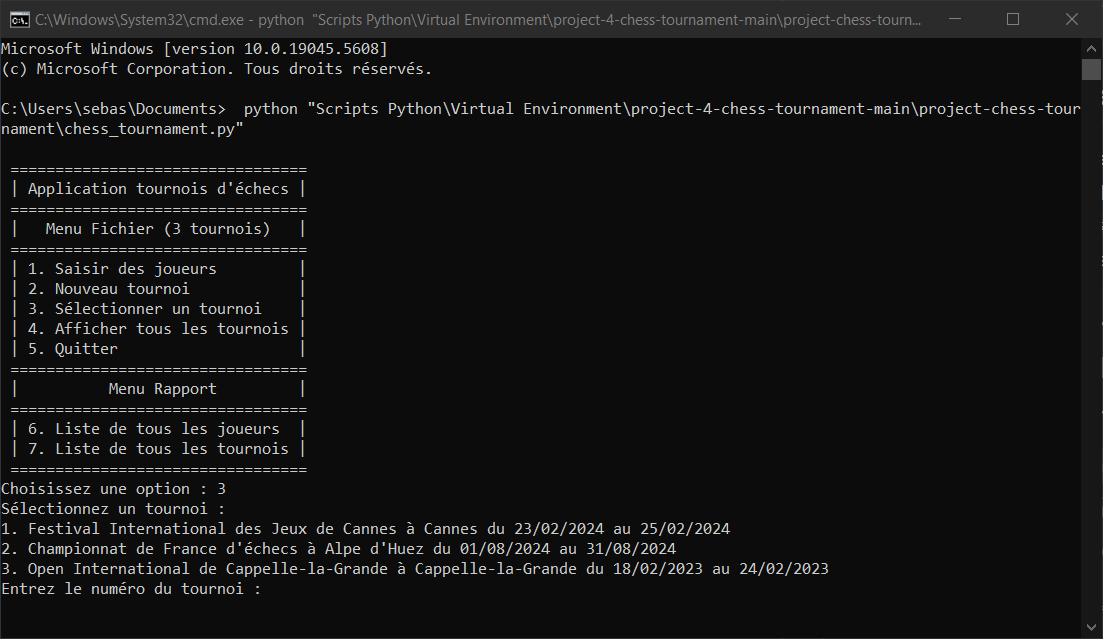 C:\Windows\System32\cmd.exe - python "Scripts Python\Virtual Environment\project-4-chess-tournament-main\project-chess-tourn...
Microsoft Windows [version 10.0.19045.5608]
(c) Microsoft Corporation. Tous droits réservés.
C:\Users\sebas\Documents>  python "Scripts Python\Virtual Environment\project-4-chess-tournament-main\project-chess-tour
nament\chess_tournament.py"
=================================
| Application tournois d'échecs |
=================================
|   Menu Fichier (3 tournois)   |
=================================
| 1. Saisir des joueurs         |
| 2. Nouveau tournoi            |
| 3. Sélectionner un tournoi    |
| 4. Afficher tous les tournois |
| 5. Quitter                    |
=================================
|          Menu Rapport         |
=================================
| 6. Liste de tous les joueurs  |
| 7. Liste de tous les tournois |
=================================
Choisissez une option : 3
Sélectionnez un tournoi :
1. Festival International des Jeux de Cannes à Cannes du 23/02/2024 au 25/02/2024
2. Championnat de France d'échecs à Alpe d'Huez du 01/08/2024 au 31/08/2024
3. Open International de Cappelle-la-Grande à Cappelle-la-Grande du 18/02/2023 au 24/02/2023
Entrez le numéro du tournoi :